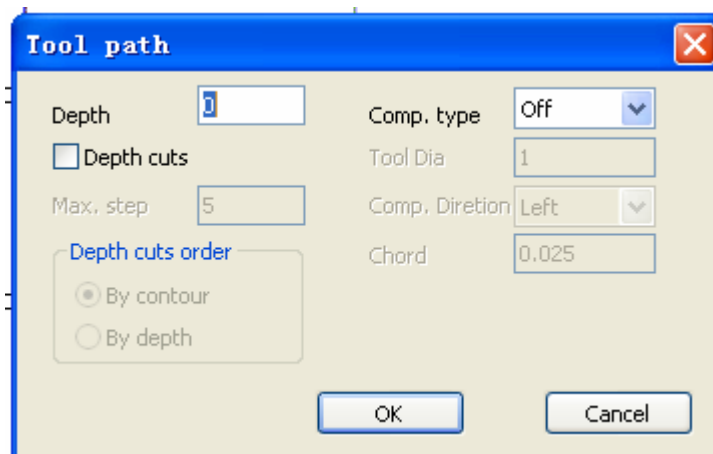 Tool path
Depth 0
Comp. type Off
Depth cuts
Tool Dia 1
Max. step 5
Comp. Diretion Left
Depth cuts order
Chord 0.025
By contour
By depth
OK
Cancel